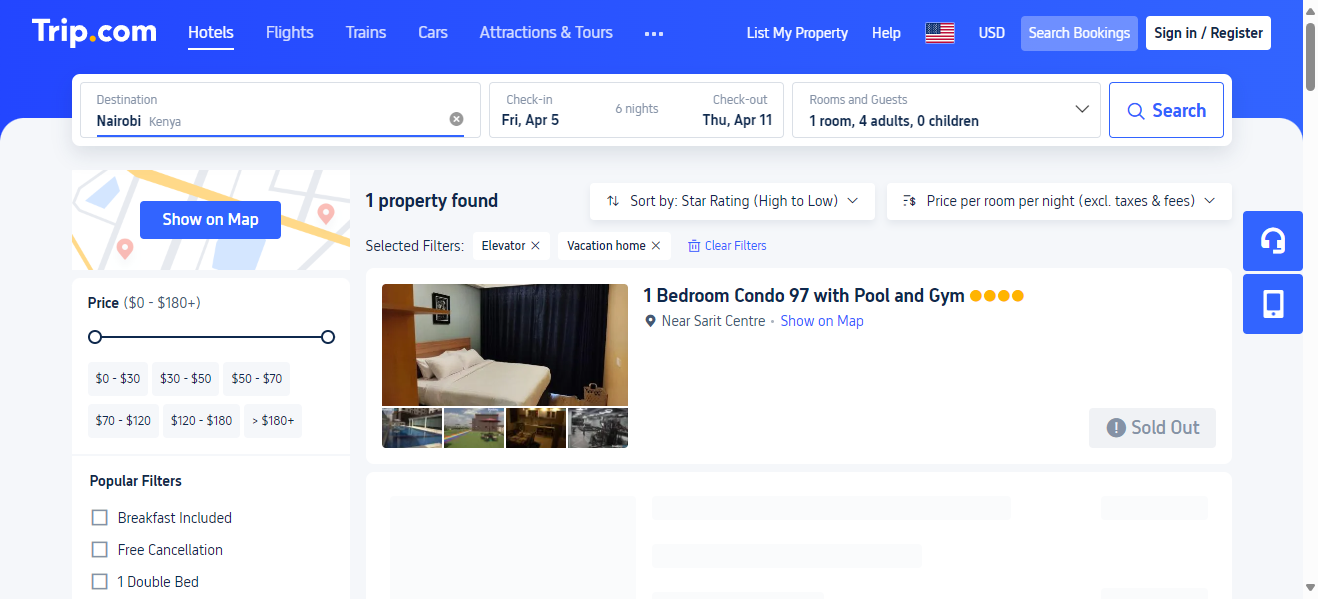 Trip.com
Hotels
Flights
Trains
Cars
Attractions & Tours
List My Property
Help
USD
Search Bookings
Sign in / Register
Destination
Nairobi Kenya
Check-in
Fri, Apr 5
6 nights
Check-out
Thu, Apr 11
Rooms and Guests
1 room, 4 adults, 0 children
Search
Show on Map
1 property found
Sort by: Star Rating (High to Low)
Price per room per night (excl. taxes & fees)
Selected Filters:
Elevator
Vacation home
Clear Filters
Price ($0 - $180+)
$0 - $30
$30 - $50
$50 - $70
$70 - $120
$120 - $180
> $180+
Popular Filters
Breakfast Included
Free Cancellation
1 Double Bed
1 Bedroom Condo 97 with Pool and Gym
Near Sarit Centre • Show on Map
Sold Out